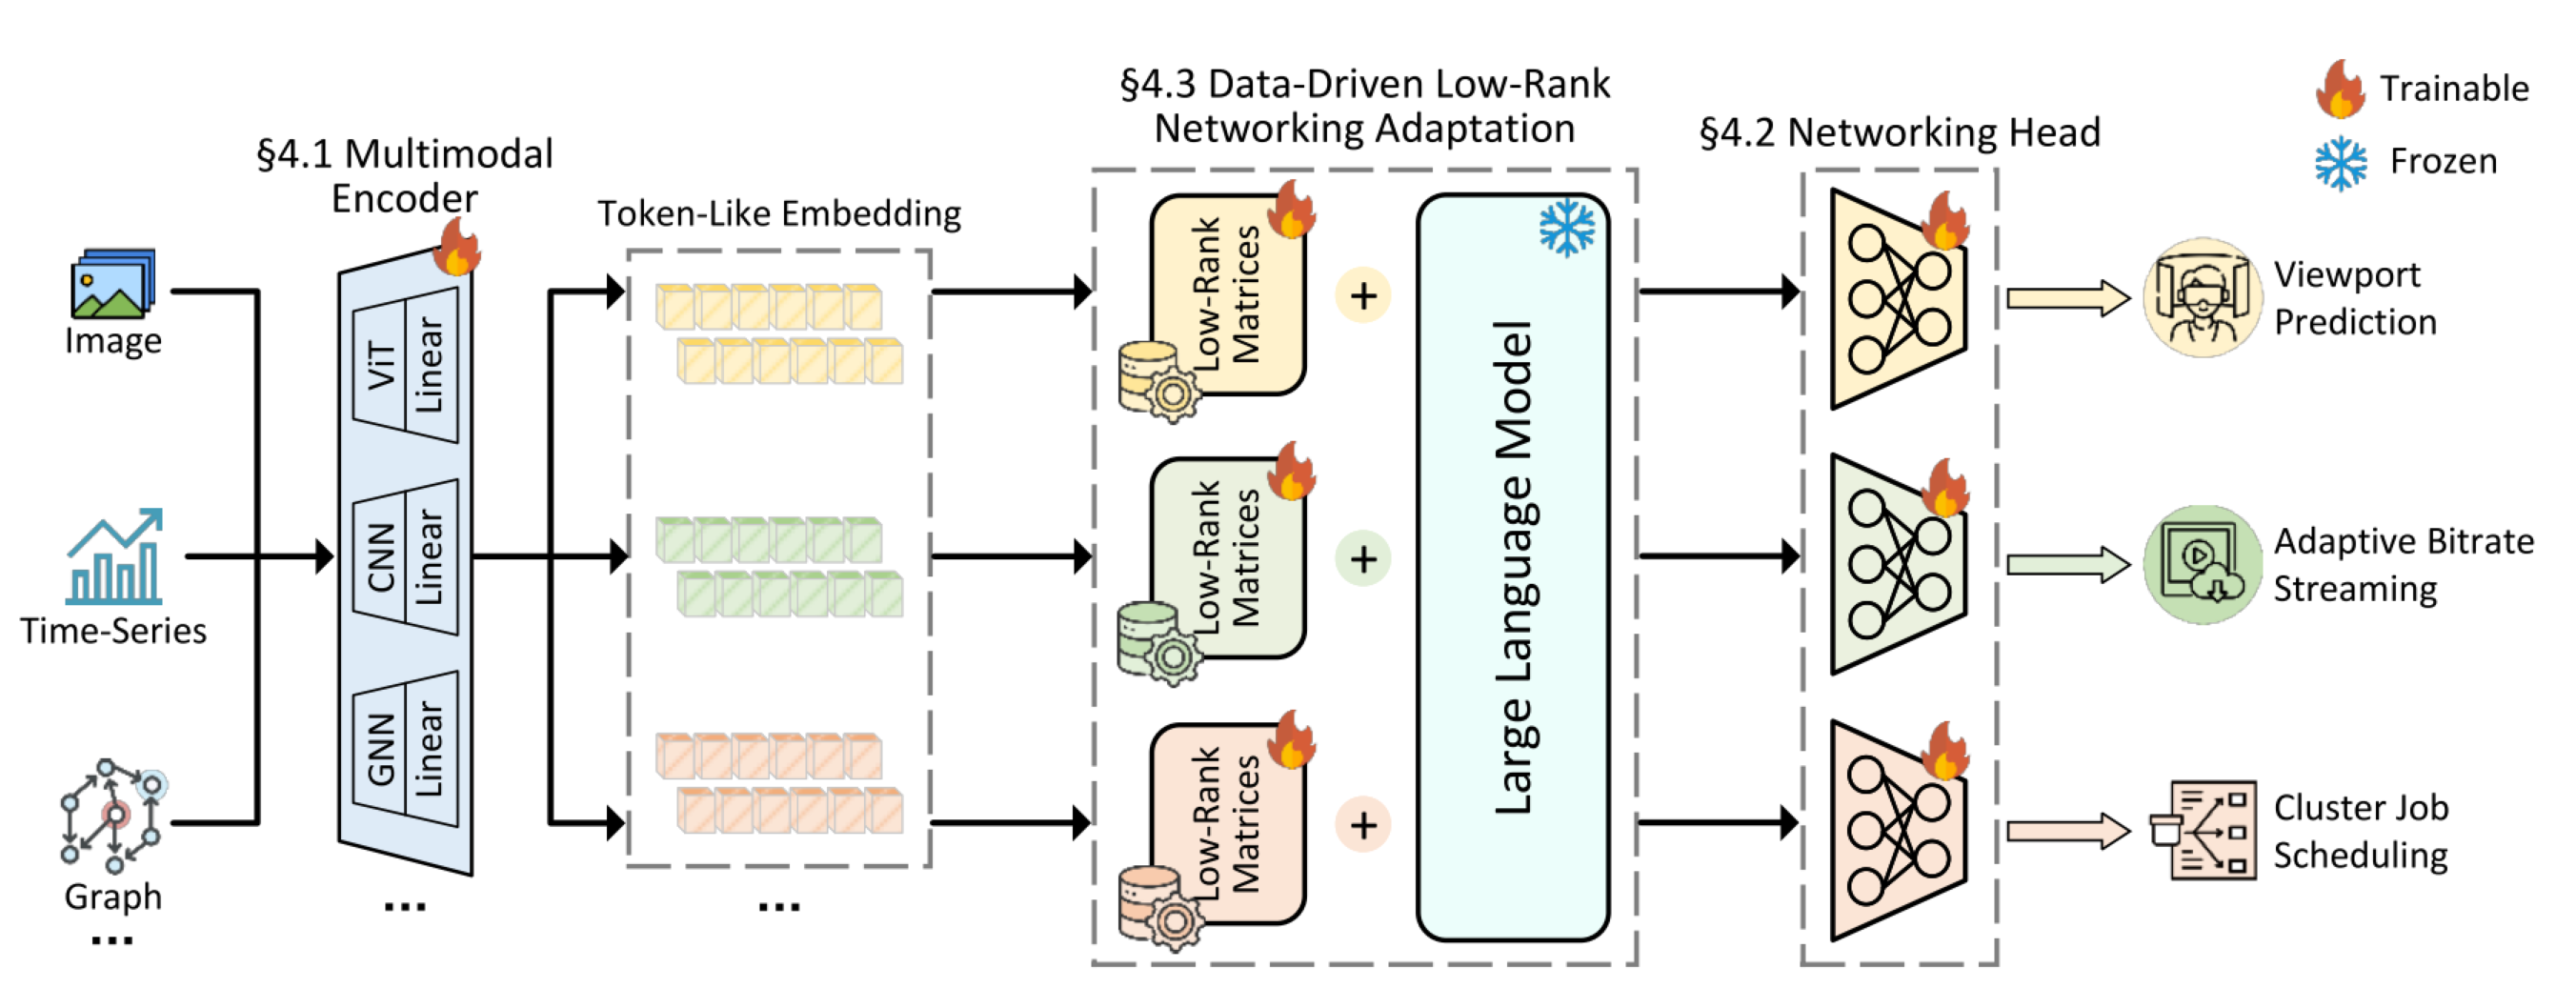 §4.1 Multimodal
Encoder
Image
Time-Series
Graph
...
ViT
Linear
CNN
Linear
GNN
Linear
...
Token-Like Embedding
...
§4.3 Data-Driven Low-Rank
Networking Adaptation
Low-Rank
Matrices
+
Low-Rank
Matrices
+
Low-Rank
Matrices
+
Large Language Model
§4.2 Networking Head
Trainable
Frozen
Viewport
Prediction
Adaptive Bitrate
Streaming
Cluster Job
Scheduling